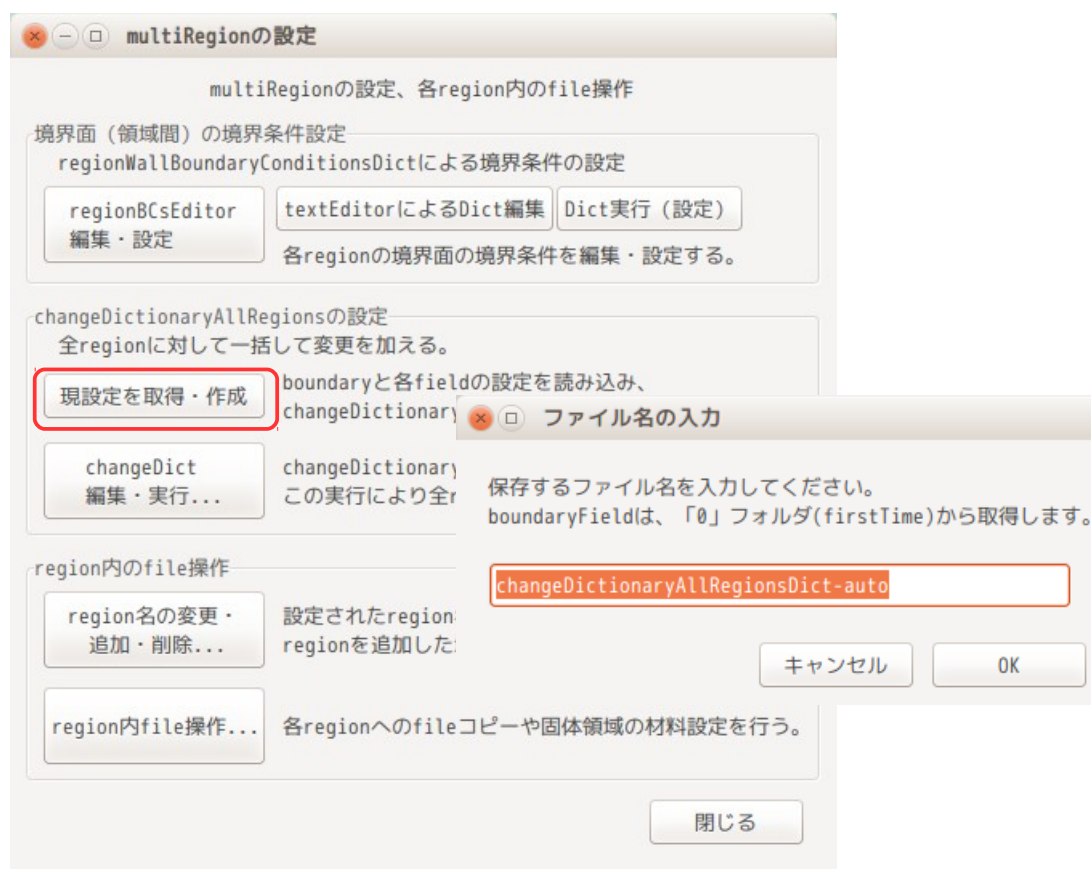 multiRegionの設定
multiRegionの設定、各region内のfile操作
境界面（領域間）の境界条件設定
regionWallBoundaryConditionsDictによる境界条件の設定
regionBCsEditor
編集・設定
textEditorによるDict編集
Dict実行（設定）
各regionの境界面の境界条件を編集・設定する。
changeDictionaryAllRegionsの設定
全regionに対して一括して変更を加える。
現設定を取得・作成
boundaryと各fieldの設定を読み込み、
changeDictionary
changeDict
編集・実行...
changeDictionary
この実行により全r
region内のfile操作
region名の変更・
追加・削除...
設定されたregion
regionを追加した
region内file操作...
各regionへのfileコピーや固体領域の材料設定を行う。
閉じる
ファイル名の入力
保存するファイル名を入力してください。
boundaryFieldは、「0」フォルダ(firstTime)から取得します。
changeDictionaryAllRegionsDict-auto
キャンセル
OK